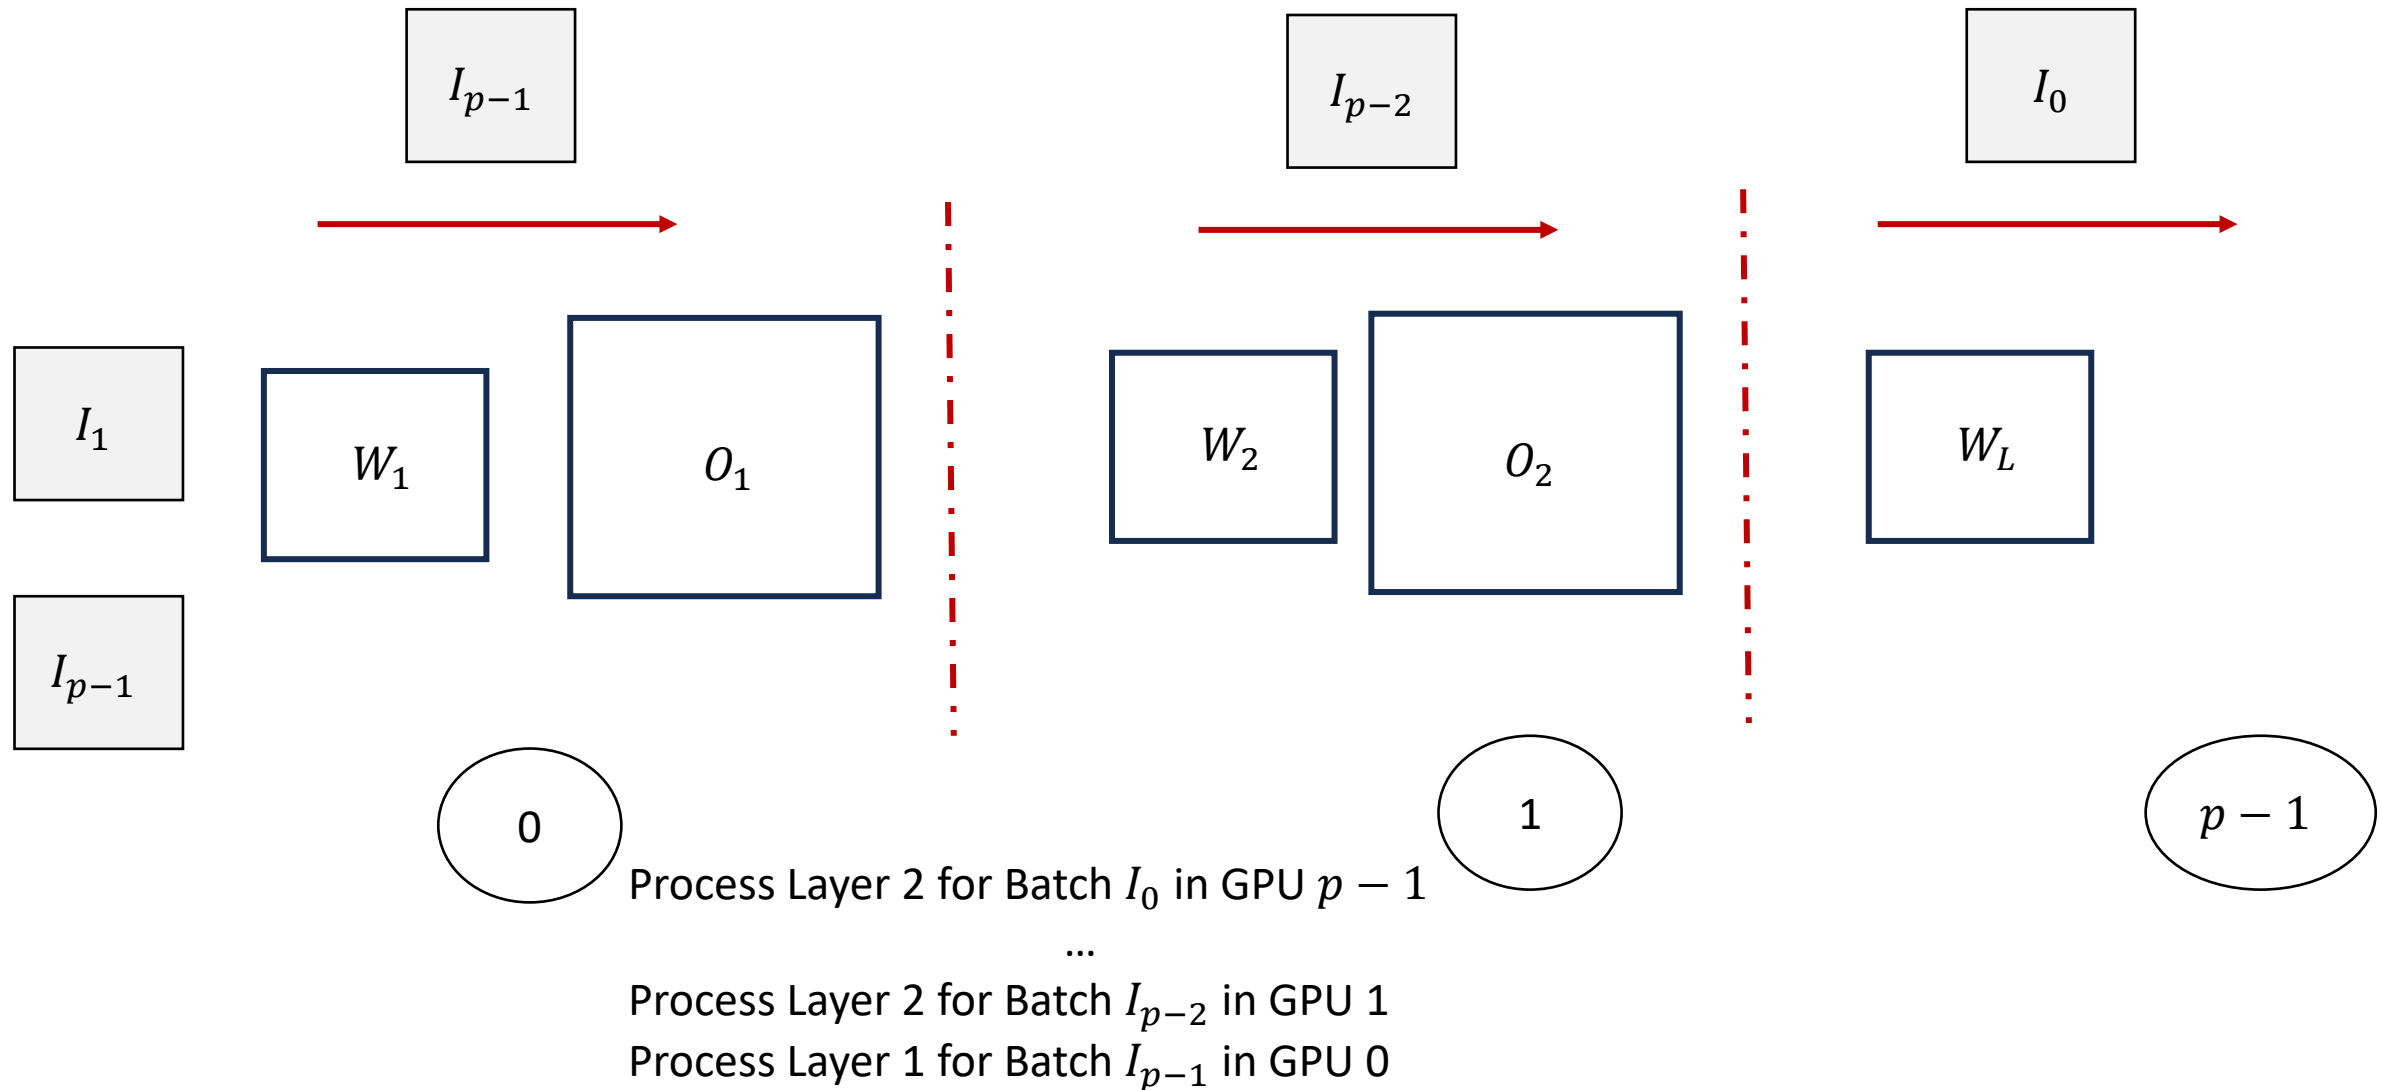 I_{p−1}
I_{p−2}
I_0
I_1
W_1
O_1
W_2
O_2
W_L
I_{p−1}
0
1
p − 1
Process Layer 2 for Batch I_0 in GPU p − 1
...
Process Layer 2 for Batch I_{p−2} in GPU 1
Process Layer 1 for Batch I_{p−1} in GPU 0